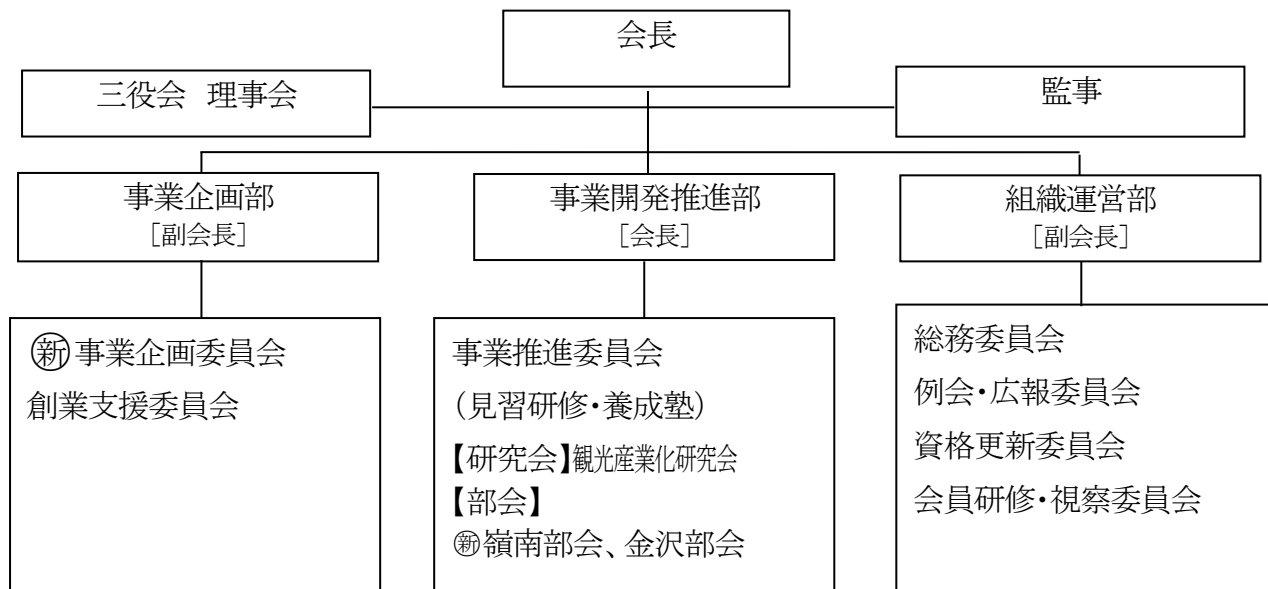 会長
三役会 理事会
監事
事業企画部
[副会長]
事業開発推進部
[会長]
組織運営部
[副会長]
㊟事業企画委員会
創業支援委員会
事業推進委員会
(見習研修・養成塾)
【研究会】観光産業化研究会
【部会】
新嶺南部会、金沢部会
総務委員会
例会・広報委員会
資格更新委員会
会員研修・視察委員会